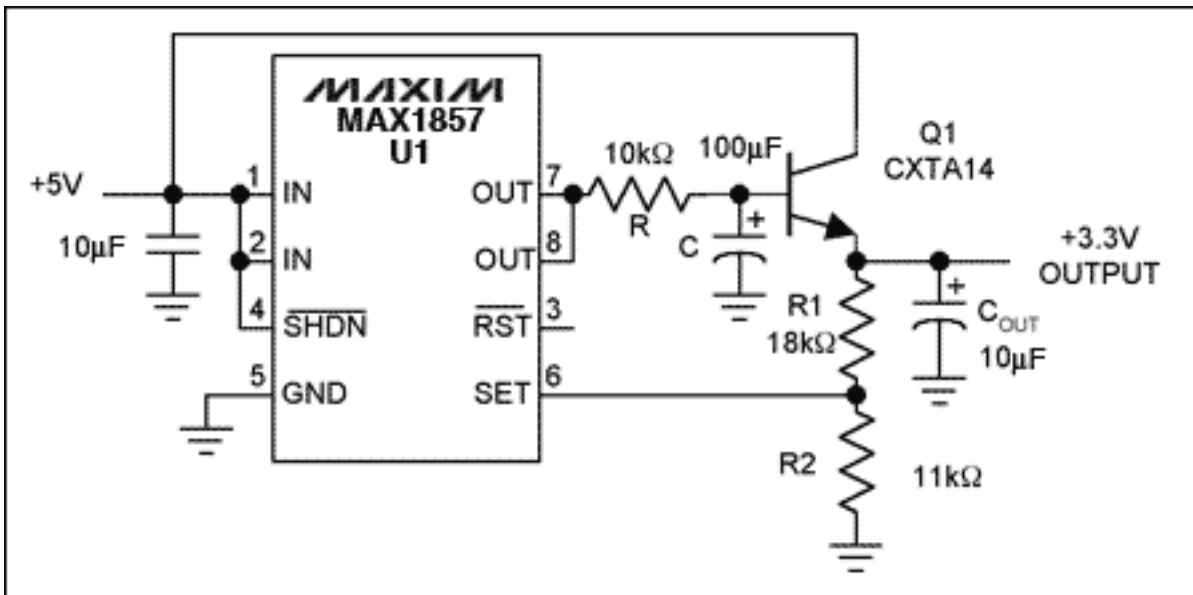 MAXIM
MAX1857
U1
+5V
10µF
1
IN
2
IN
4
SHDN
5
GND
OUT
7
OUT
8
RST
3
SET
6
10kΩ
R
100µF
C
+
Q1
CXTA14
+3.3V
OUTPUT
R1
18kΩ
+
COUT
10µF
R2
11kΩ